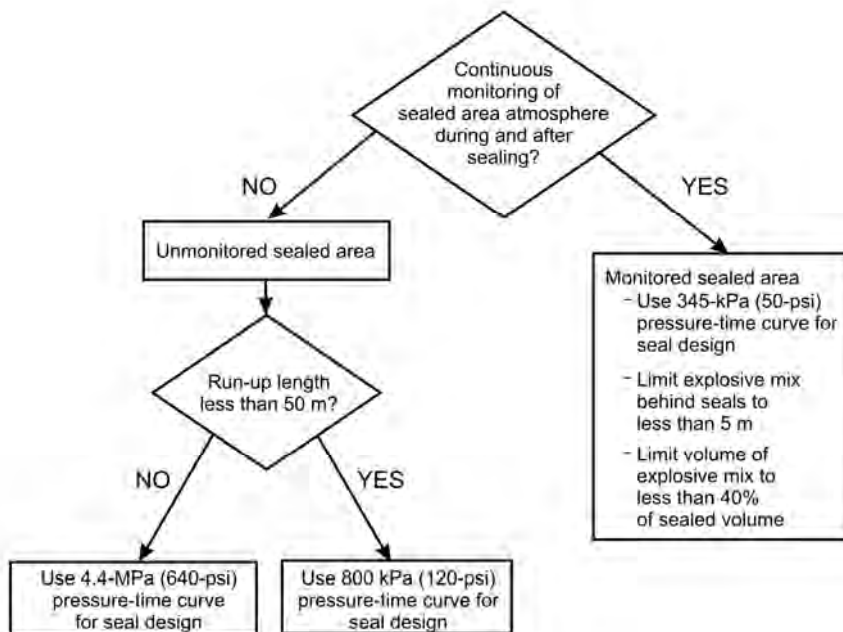 Continuous
monitoring of
sealed area atmosphere
during and after
sealing?
NO
YES
Unmonitored sealed area
Monitored sealed area
- Use 345-kPa (50-psi)
pressure-time curve for
seal design
- Limit explosive mix
behind seals to
less than 5 m
- Limit volume of
explosive mix to
less than 40%
of sealed volume
Run-up length
less than 50 m?
NO
YES
Use 4.4-MPa (640-psi)
pressure-time curve
for seal design
Use 800 kPa (120-psi)
pressure-time curve for
seal design